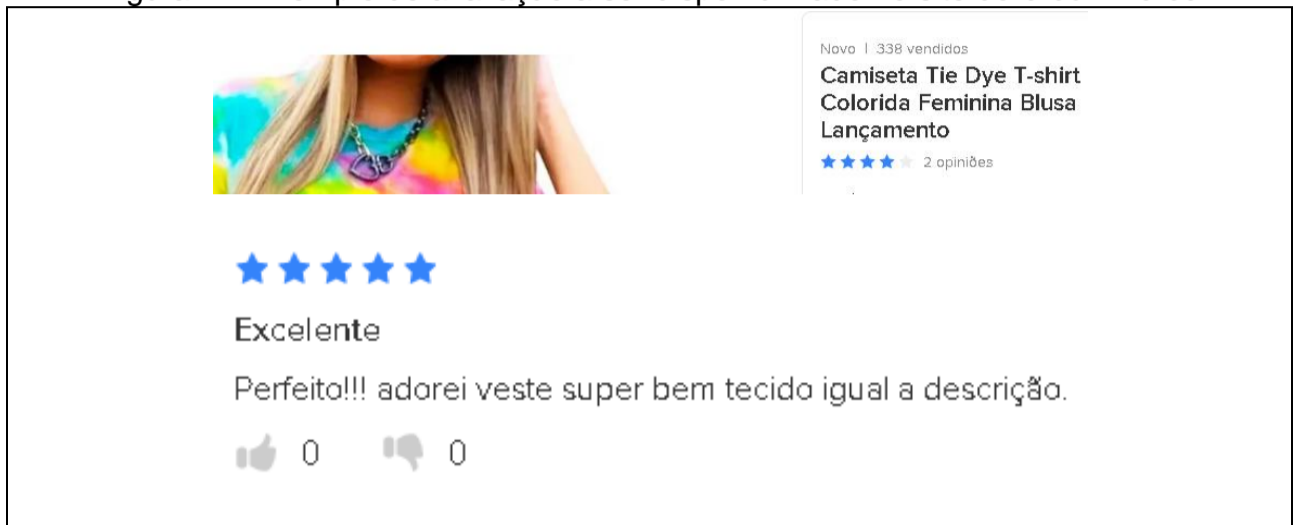 Novo | 338 vendidos
Camiseta Tie Dye T-shirt
Colorida Feminina Blusa
Lançamento
2 opiniões
Excelente
Perfeito!!! adorei veste super bem tecido igual a descrição.
0 0